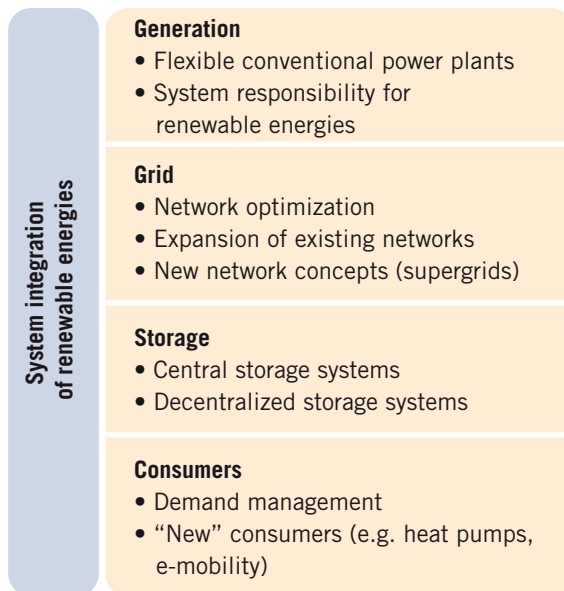 System integration
of renewable energies
Generation
• Flexible conventional power plants
• System responsibility for
renewable energies
Grid
• Network optimization
• Expansion of existing networks
• New network concepts (supergrids)
Storage
• Central storage systems
• Decentralized storage systems
Consumers
• Demand management
• “New” consumers (e.g. heat pumps,
e-mobility)